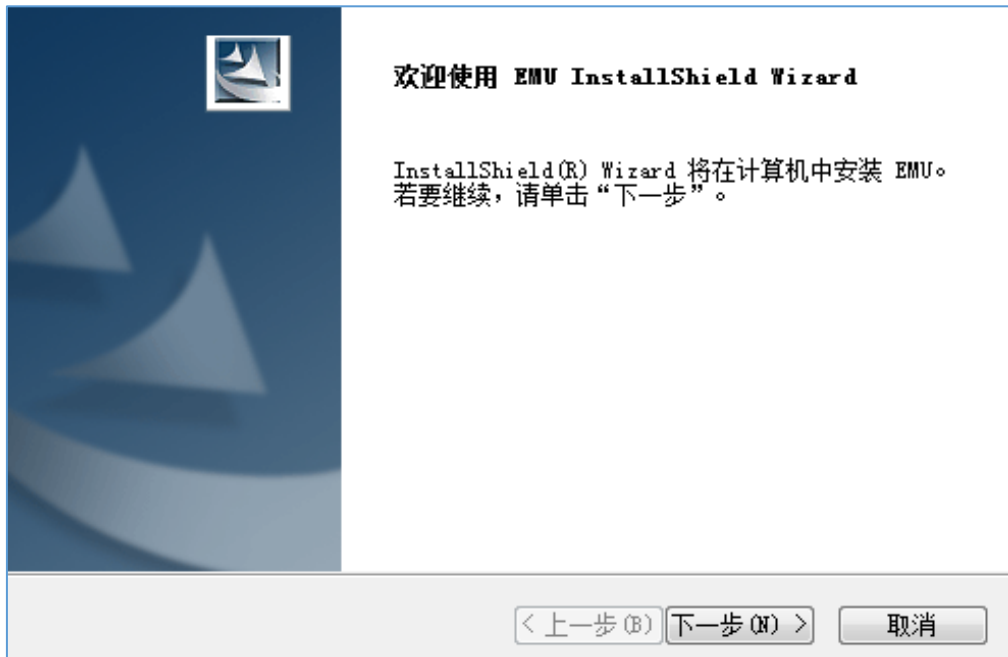 欢迎使用 EMU InstallShield Wizard
InstallShield(R) Wizard 将在计算机中安装 EMU。
若要继续，请单击“下一步”。
< 上一步(B)
下一步(N) >
取消